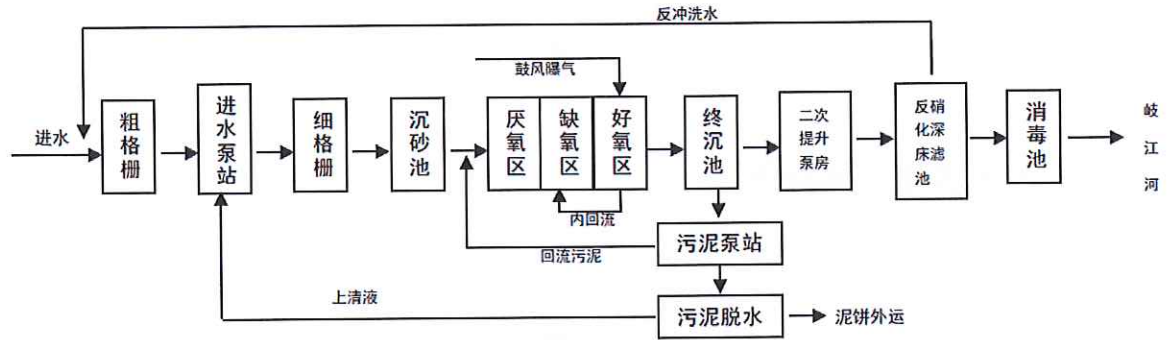 反冲洗水
鼓风曝气
进水
粗格栅
进水泵站
细格栅
沉砂池
厌氧区
缺氧区
好氧区
终沉池
二次
提升
泵房
反硝
化深
床滤
池
消毒池
岐江河
内回流
回流污泥
污泥泵站
上清液
污泥脱水
泥饼外运